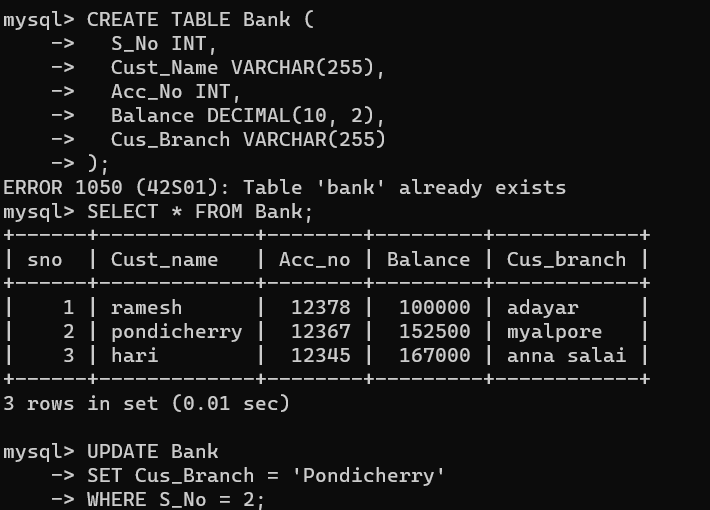 mysql> CREATE TABLE Bank (
    ->   S_No INT,
    ->   Cust_Name VARCHAR(255),
    ->   Acc_No INT,
    ->   Balance DECIMAL(10, 2),
    ->   Cus_Branch VARCHAR(255)
    -> );
ERROR 1050 (42S01): Table 'bank' already exists
mysql> SELECT * FROM Bank;
+------+-------------+--------+---------+------------+
| sno  | Cust_name   | Acc_no | Balance | Cus_branch |
+------+-------------+--------+---------+------------+
|    1 | ramesh      |  12378 |  100000 | adayar     |
|    2 | pondicherry |  12367 |  152500 | myalpore   |
|    3 | hari        |  12345 |  167000 | anna salai |
+------+-------------+--------+---------+------------+
3 rows in set (0.01 sec)

mysql> UPDATE Bank
    -> SET Cus_Branch = 'Pondicherry'
    -> WHERE S_No = 2;